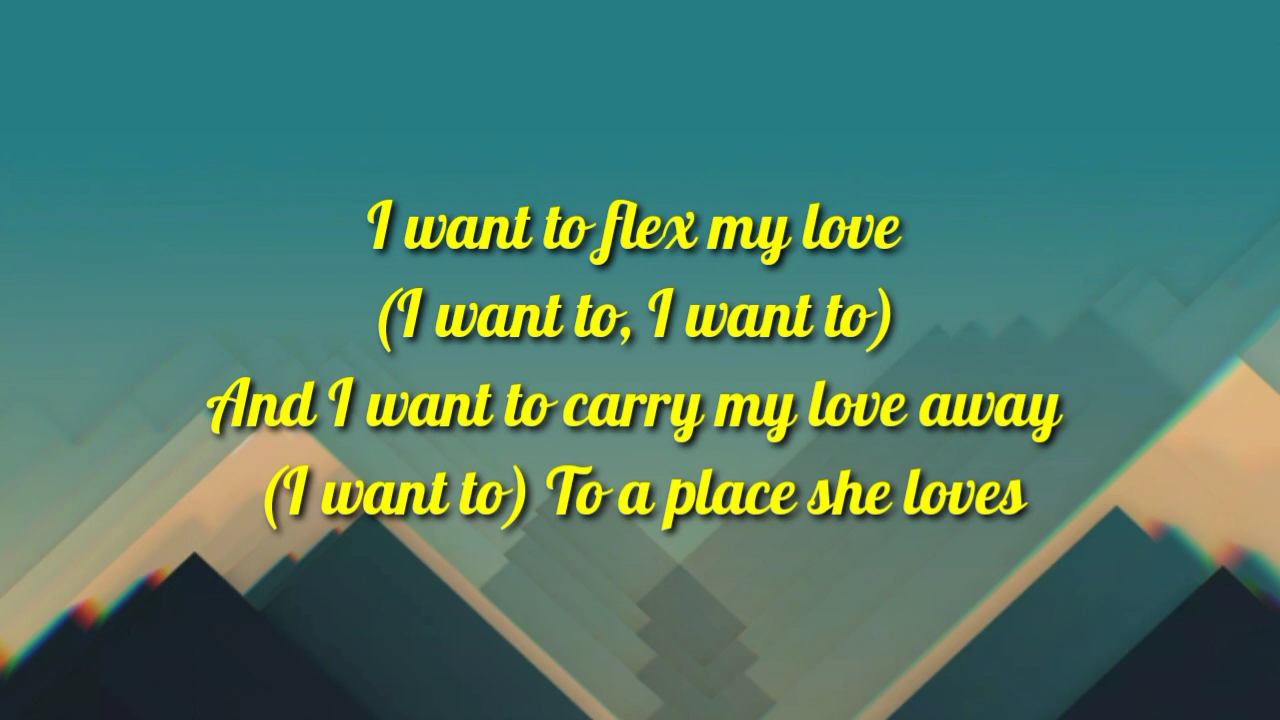 I want to flex my love
(I want to, I want to)
And I want to carry my love away
(I want to) To a place she loves